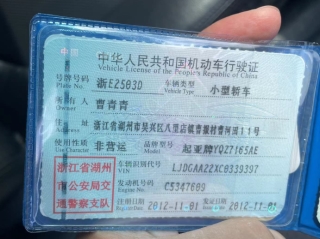 中华人民共和国机动车行驶证
Vehicle License of the People's Republic of China
号牌号码 浙E2503D 车辆类型 小型轿车
Plate No. Vehicle Type
所有人 曹青青
Owner
住址 浙江省湖州市吴兴区八里店镇曹家村曹河田11号
使用性质 非营运 品牌型号 起亚牌YQZ7165AE
Use Character
浙江省湖州市公安局交通警察支队
车辆识别代号 LJDGAA22XC0339397
VIN
发动机号码 C5347609
Engine No.
注册日期 2012-11-01 发证日期 2012-11-01
Register Date Issue Date